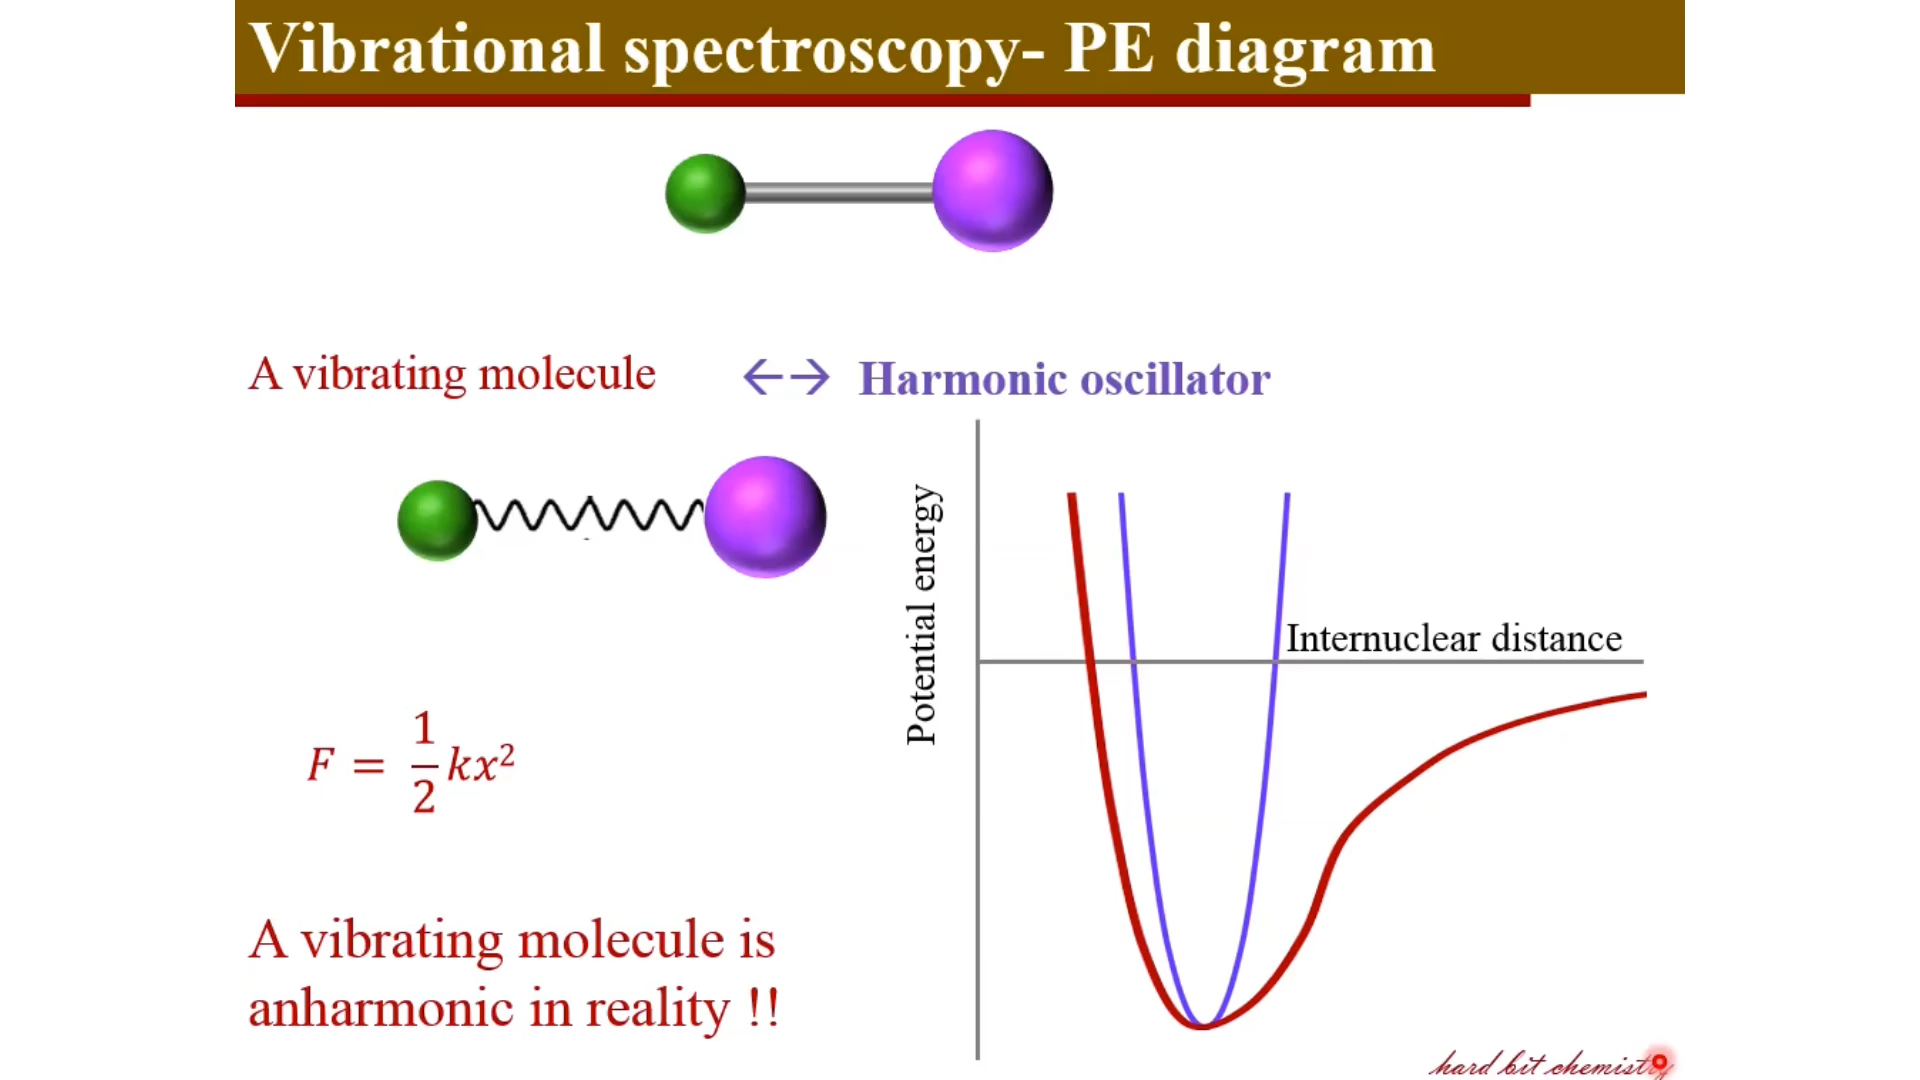 Vibrational spectroscopy- PE diagram
A vibrating molecule ←→ Harmonic oscillator
Potential energy
Internuclear distance
F = 1/2 kx²
A vibrating molecule is
anharmonic in reality !!
hard bit chemistry